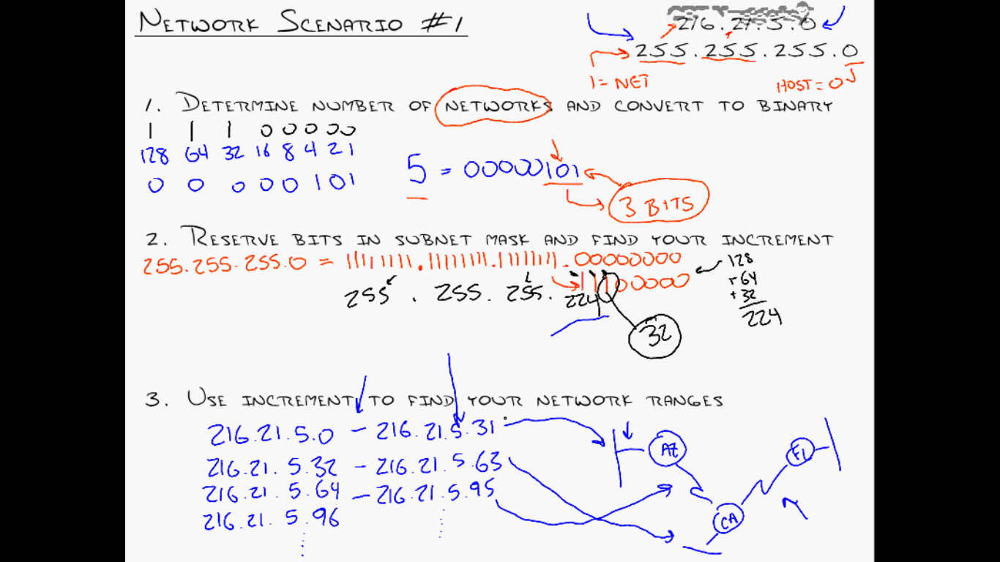 NETWORK SCENARIO #1
216.21.5.0
255.255.255.0
1 = NET
HOST = 0
1. DETERMINE NUMBER OF NETWORKS AND CONVERT TO BINARY
1 1 1 0 0 0 0 0
128 64 32 16 8 4 2 1
0 0 0 0 0 1 0 1
5 = 00000101
3 BITS
2. RESERVE BITS IN SUBNET MASK AND FIND YOUR INCREMENT
255.255.255.0 = 11111111.11111111.11111111.00000000
11100000
255.255.255.224
128
+64
+32
224
32
3. USE INCREMENT TO FIND YOUR NETWORK RANGES
216.21.5.0 - 216.21.5.31
216.21.5.32 - 216.21.5.63
216.21.5.64 - 216.21.5.95
216.21.5.96
AZ
FL
CA